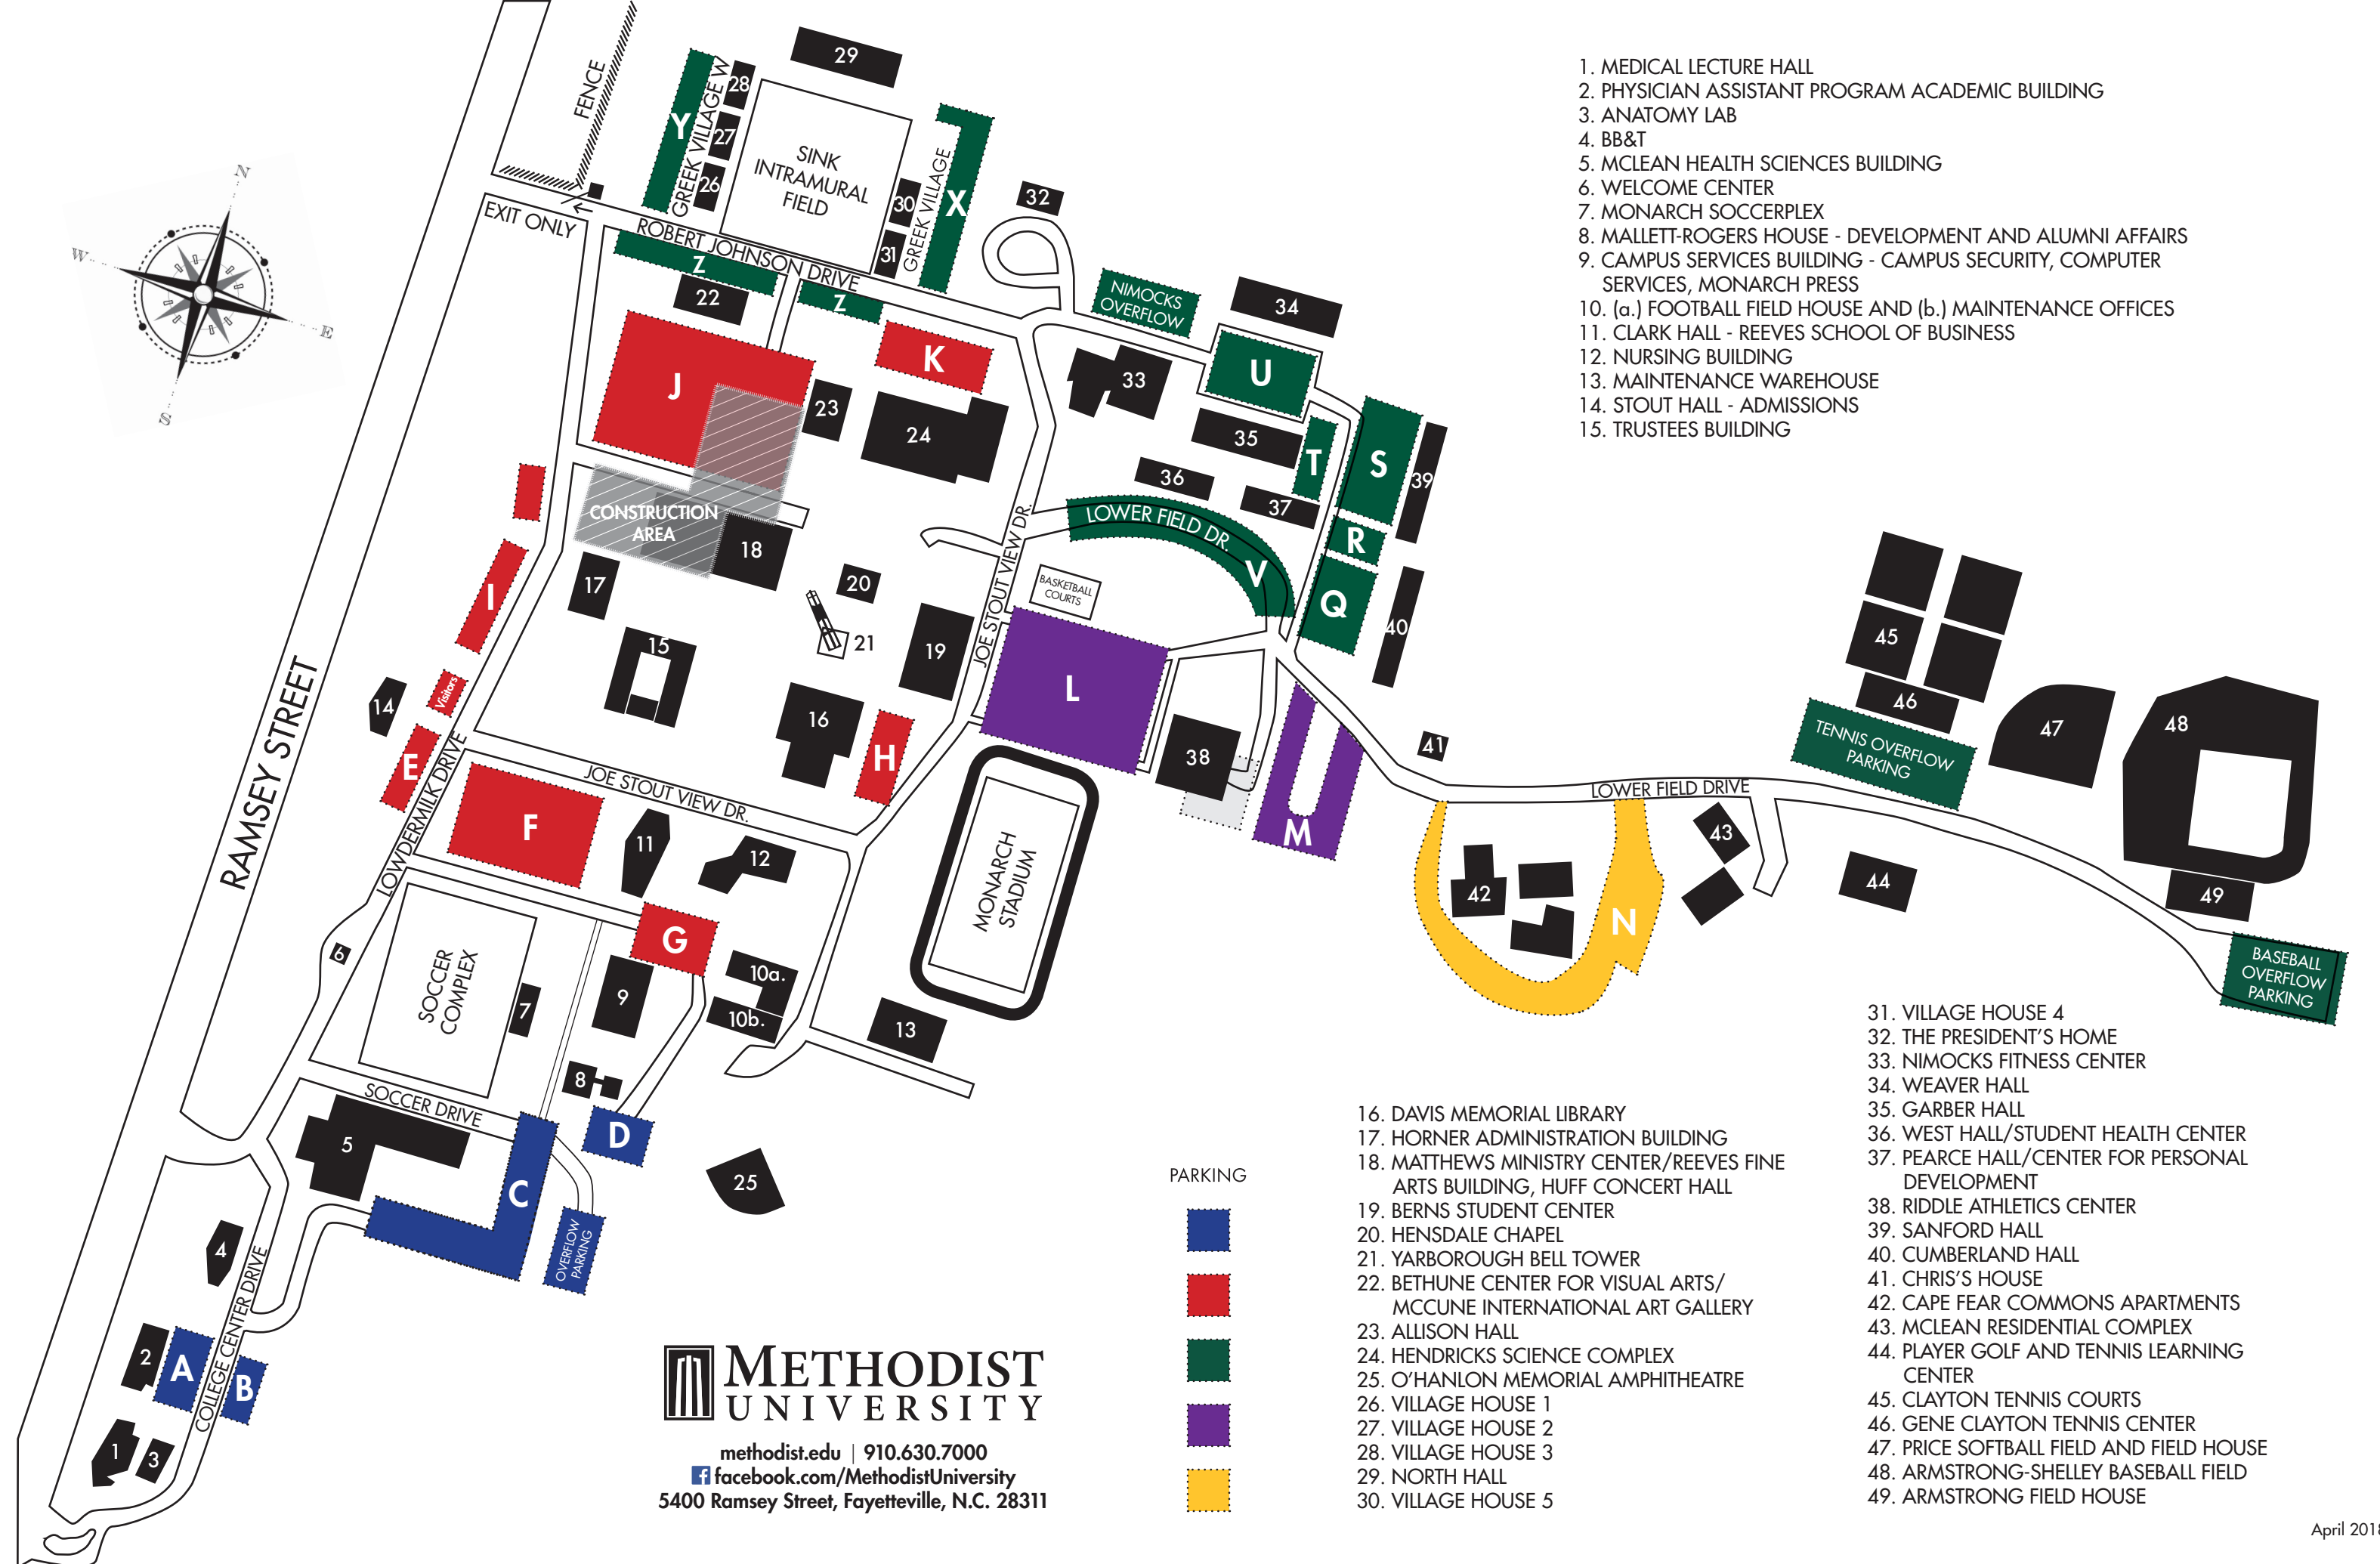 FENCE
29
28
Y
GREEK VILLAGE W
27
26
SINK
INTRAMURAL
FIELD
30
31
GREEK VILLAGE
X
32
N
W
E
S
EXIT ONLY
ROBERT JOHNSON DRIVE
Z
22
Z
NIMOCKS
OVERFLOW
34
J
K
23
24
33
U
35
36
37
T
S
39
R
Q
40
LOWER FIELD DR.
V
CONSTRUCTION
AREA
18
17
20
21
19
JOE STOUT VIEW DR.
BASKETBALL
COURTS
I
15
14
Visitors
16
H
L
38
M
41
E
LOWDERMILK DRIVE
RAMSEY STREET
JOE STOUT VIEW DR.
F
11
12
MONARCH
STADIUM
LOWER FIELD DRIVE
42
N
43
44
45
46
TENNIS OVERFLOW
PARKING
47
48
49
BASEBALL
OVERFLOW
PARKING
6
SOCCER
COMPLEX
7
G
9
10a.
10b.
13
8
D
SOCCER DRIVE
5
C
OVERFLOW
PARKING
25
4
COLLEGE CENTER DRIVE
2
A
B
1
3
1. MEDICAL LECTURE HALL
2. PHYSICIAN ASSISTANT PROGRAM ACADEMIC BUILDING
3. ANATOMY LAB
4. BB&T
5. MCLEAN HEALTH SCIENCES BUILDING
6. WELCOME CENTER
7. MONARCH SOCCERPLEX
8. MALLETT-ROGERS HOUSE - DEVELOPMENT AND ALUMNI AFFAIRS
9. CAMPUS SERVICES BUILDING - CAMPUS SECURITY, COMPUTER
SERVICES, MONARCH PRESS
10. (a.) FOOTBALL FIELD HOUSE AND (b.) MAINTENANCE OFFICES
11. CLARK HALL - REEVES SCHOOL OF BUSINESS
12. NURSING BUILDING
13. MAINTENANCE WAREHOUSE
14. STOUT HALL - ADMISSIONS
15. TRUSTEES BUILDING
PARKING
16. DAVIS MEMORIAL LIBRARY
17. HORNER ADMINISTRATION BUILDING
18. MATTHEWS MINISTRY CENTER/REEVES FINE
ARTS BUILDING, HUFF CONCERT HALL
19. BERNS STUDENT CENTER
20. HENSDALE CHAPEL
21. YARBOROUGH BELL TOWER
22. BETHUNE CENTER FOR VISUAL ARTS/
MCCUNE INTERNATIONAL ART GALLERY
23. ALLISON HALL
24. HENDRICKS SCIENCE COMPLEX
25. O'HANLON MEMORIAL AMPHITHEATRE
26. VILLAGE HOUSE 1
27. VILLAGE HOUSE 2
28. VILLAGE HOUSE 3
29. NORTH HALL
30. VILLAGE HOUSE 5
31. VILLAGE HOUSE 4
32. THE PRESIDENT'S HOME
33. NIMOCKS FITNESS CENTER
34. WEAVER HALL
35. GARBER HALL
36. WEST HALL/STUDENT HEALTH CENTER
37. PEARCE HALL/CENTER FOR PERSONAL
DEVELOPMENT
38. RIDDLE ATHLETICS CENTER
39. SANFORD HALL
40. CUMBERLAND HALL
41. CHRIS'S HOUSE
42. CAPE FEAR COMMONS APARTMENTS
43. MCLEAN RESIDENTIAL COMPLEX
44. PLAYER GOLF AND TENNIS LEARNING
CENTER
45. CLAYTON TENNIS COURTS
46. GENE CLAYTON TENNIS CENTER
47. PRICE SOFTBALL FIELD AND FIELD HOUSE
48. ARMSTRONG-SHELLEY BASEBALL FIELD
49. ARMSTRONG FIELD HOUSE
METHODIST
UNIVERSITY
methodist.edu | 910.630.7000
facebook.com/MethodistUniversity
5400 Ramsey Street, Fayetteville, N.C. 28311
April 2018